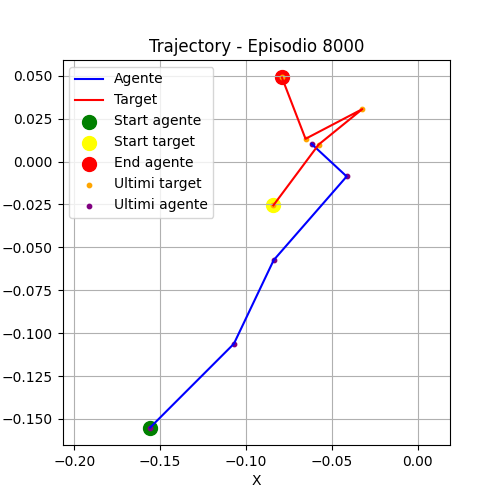 Trajectory - Episodio 8000
Agente
Target
Start agente
Start target
End agente
Ultimi target
Ultimi agente
0.050
0.025
0.000
−0.025
−0.050
−0.075
−0.100
−0.125
−0.150
−0.20 −0.15 −0.10 −0.05 0.00
X